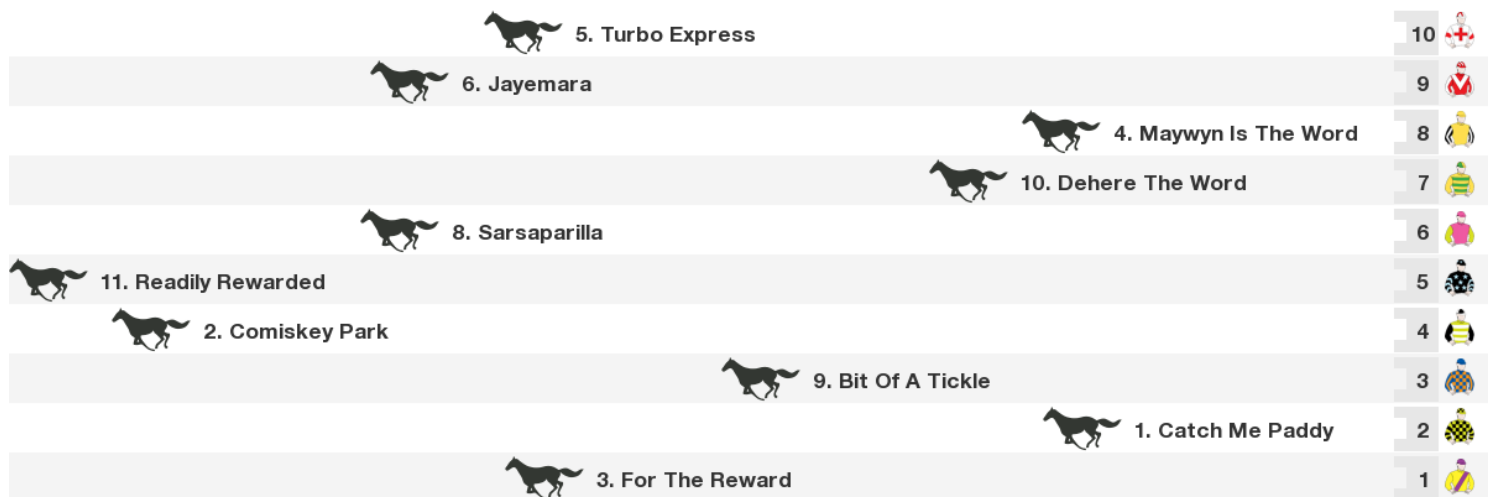 5. Turbo Express 10
6. Jayemara 9
4. Maywyn Is The Word 8
10. Dehere The Word 7
8. Sarsaparilla 6
11. Readily Rewarded 5
2. Comiskey Park 4
9. Bit Of A Tickle 3
1. Catch Me Paddy 2
3. For The Reward 1